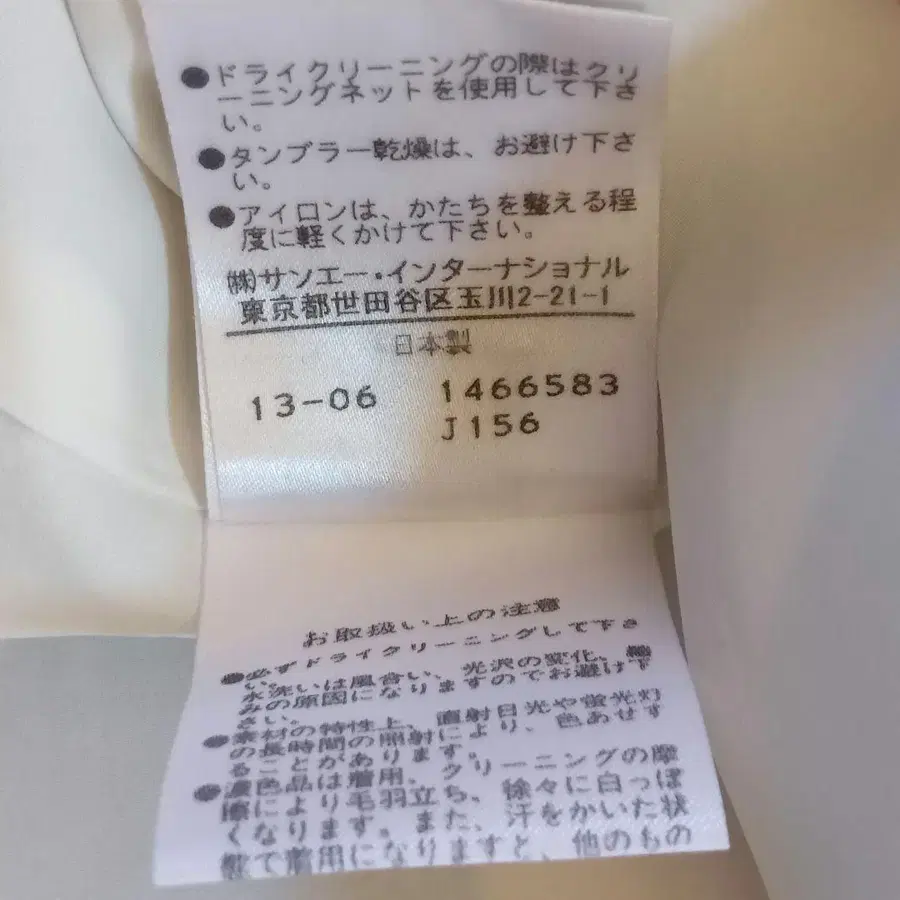 ●ドライクリーニングの際はクリ
ーニングネットを使用して下さ
い。
●タンブラー乾燥は、お避け下さ
い。
●アイロンは、かたちを整える程
度に軽くかけて下さい。
㈱サンエー・インターナショナル
東京都世田谷区玉川2-21-1
日本製
13-06 1466583
J156
お取扱い上の注意
●必ずドライクリーニングして下さ
い。
水洗いは風合い、光沢の変化、縮
みの原因になりますのでお避け下
さい。
●素材の特性上、直射日光や蛍光灯
の長時間の照射により、色あせす
ることがあります。
●濃色品は着用、クリーニングの摩
擦により毛羽立ち、徐々に白っぽ
くなります。また、汗をかいた状
態で着用になりますと、他のもの